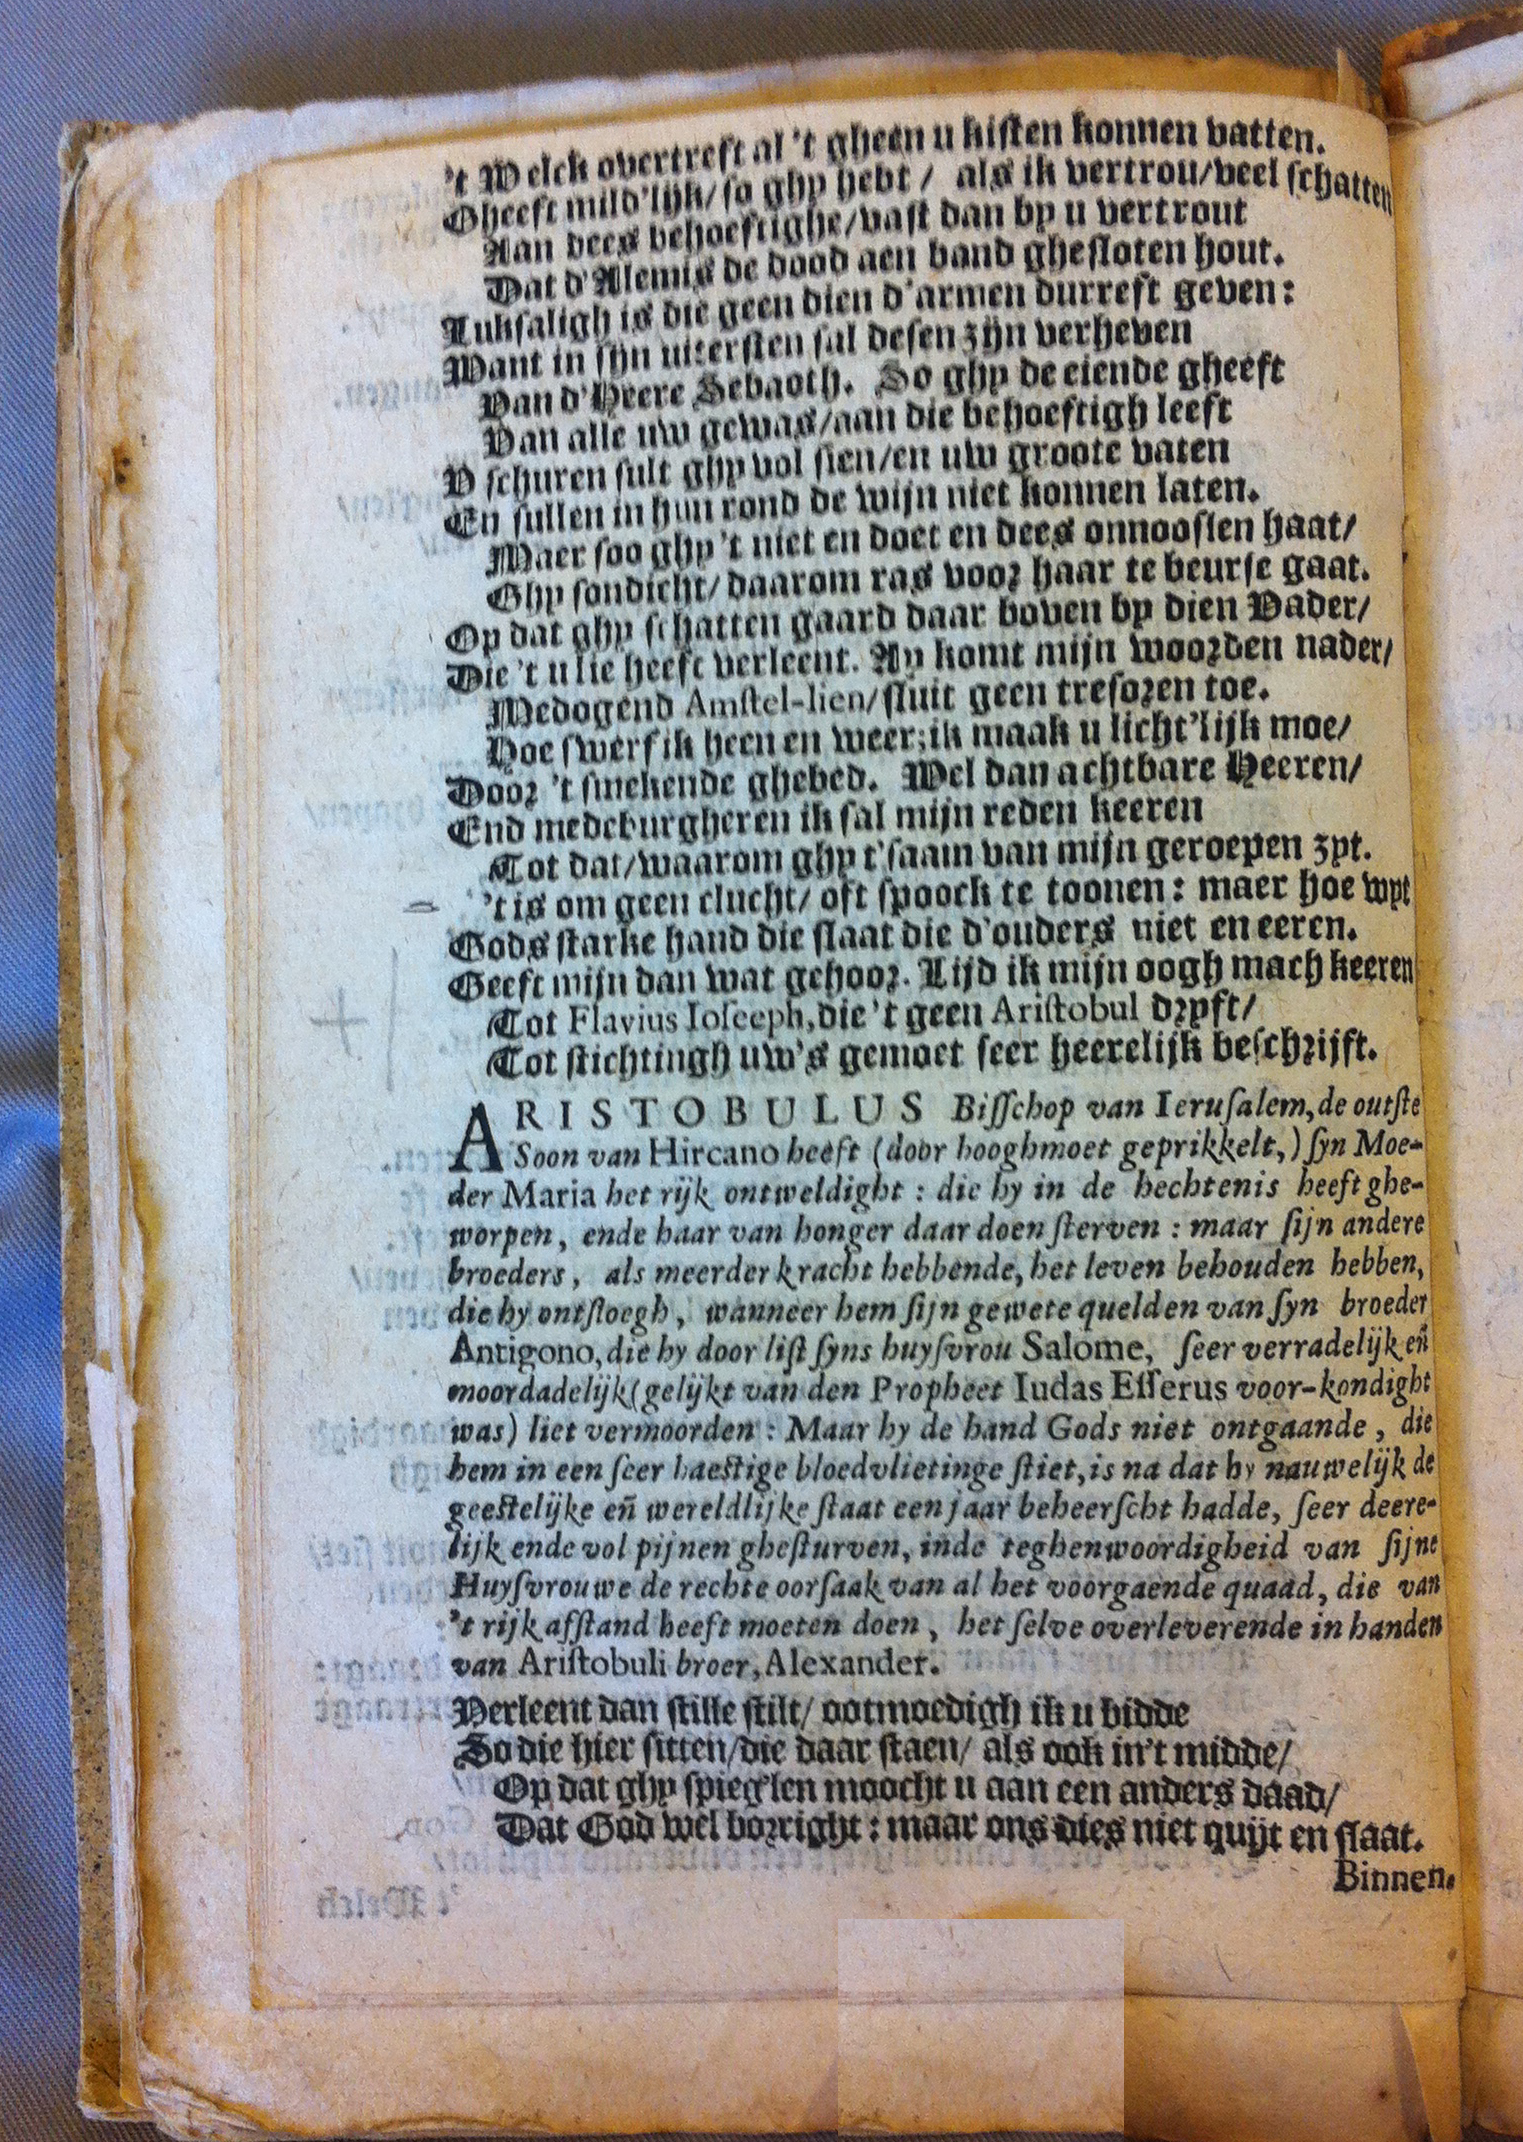 't Welck overtreft al 't gheen u kisten konnen vatten.
Gheeft mild'lijk/ so ghy hebt / als ik vertrou/veel schatten
Aan dees behoeftighe/vast dan by u vertrout
Dat d'Alemis de dood aen band ghesloten hout.
Luksaligh is die geen dien d'armen durreft geven:
Want in sijn uitersten sal desen zijn verheven
Van d'Heere Sebaoth. So ghy de eiende gheeft
Van alle uw gewas/aan die behoeftigh leeft
V schuren sult ghy vol sien/en uw groote vaten
En sullen in hun rond de wijn niet konnen laten.
Maer soo ghy 't niet en doet en dees onnooslen haat/
Ghy sondicht/ daarom ras voor haar te beurse gaat.
Op dat ghy schatten gaard daar boven by dien Vader/
Die 't u lie heeft verleent. Ay komt mijn woorden nader/
Medogend Amstel-lien/sluit geen tresoren toe.
Hoe swerf ik heen en weer;ik maak u licht'lijk moe/
Door 't smekende ghebed. Wel dan achtbare Heeren/
End medeburgheren ik sal mijn reden keeren
Tot dat/waarom ghy t'saam van mijn geroepen zyt.
't is om geen clucht/ oft spoock te toonen: maer hoe wyt
Gods starke hand die slaat die d'ouders niet en eeren.
Geeft mijn dan wat gehoor. Lijd ik mijn oogh mach keeren
Tot Flavius Ioseeph,die 't geen Aristobul dryft/
Tot stichtingh uw's gemoet seer heerelijk beschrijft.
ARISTOBULUS Bisschop van Ierusalem,de outste
Soon van Hircano heeft (door hooghmoet geprikkelt,) syn Moe-
der Maria het rijk ontweldight : die hy in de hechtenis heeft ghe-
worpen, ende haar van honger daar doen sterven : maar sijn andere
broeders, als meerder kracht hebbende, het leven behouden hebben,
die hy ontsloegh, wanneer hem sijn gewete quelden van syn broeder
Antigono,die hy door list syns huysvrou Salome, seer verradelijk eñ
moordadelijk(gelijkt van den Propheet Iudas Esserus voor-kondight
was) liet vermoorden : Maar hy de hand Gods niet ontgaande, die
hem in een seer haestige bloedvlietinge stiet,is na dat hy nauwelijk de
geestelijke eñ wereldlijke staat een jaar beheerscht hadde, seer deere-
lijk ende vol pijnen ghesturven, inde teghenwoordigheid van sijne
Huysvrouwe de rechte oorsaak van al het voorgaende quaad, die van
't rijk afstand heeft moeten doen, het selve overleverende in handen
van Aristobuli broer,Alexander.
Verleent dan stille stilt/ ootmoedigh ik u bidde
So die hier sitten/die daar staen/ als ook in't midde/
Op dat ghy spieg'len moocht u aan een anders daad/
Dat God wel borright : maar ons dies niet quijt en slaat.
Binnen.